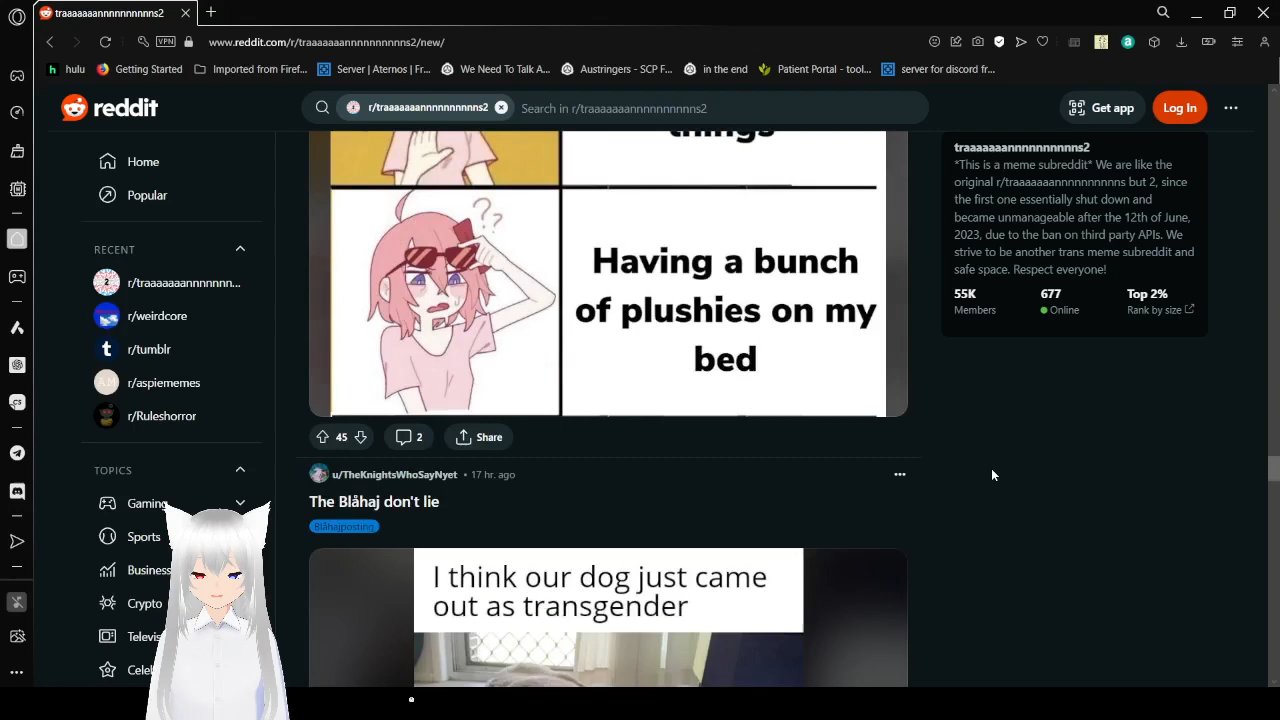 traaaaaaannnnnnnnnns2
VPN
www.reddit.com/r/traaaaaaannnnnnnnnns2/new/
hulu
Getting Started
Imported from Firef...
Server | Aternos | Fr...
We Need To Talk A...
Austringers - SCP F...
in the end
Patient Portal - tool...
server for discord fr...
reddit
r/traaaaaaannnnnnnnnns2
Search in r/traaaaaaannnnnnnnnns2
Get app
Log In
Home
Popular
RECENT
r/traaaaaaannnnnnn...
r/weirdcore
r/tumblr
r/aspiememes
r/Ruleshorror
TOPICS
Gaming
Sports
Business
Crypto
Televis
Celeb
things
Having a bunch
of plushies on my
bed
45
2
Share
u/TheKnightsWhoSayNyet • 17 hr. ago
The Blåhaj don't lie
Blåhajposting
I think our dog just came
out as transgender
traaaaaaannnnnnnnnns2
*This is a meme subreddit* We are like the
original r/traaaaaaannnnnnnnnns but 2, since
the first one essentially shut down and
became unmanageable after the 12th of June,
2023, due to the ban on third party APIs. We
strive to be another trans meme subreddit and
safe space. Respect everyone!
55K
Members
677
Online
Top 2%
Rank by size